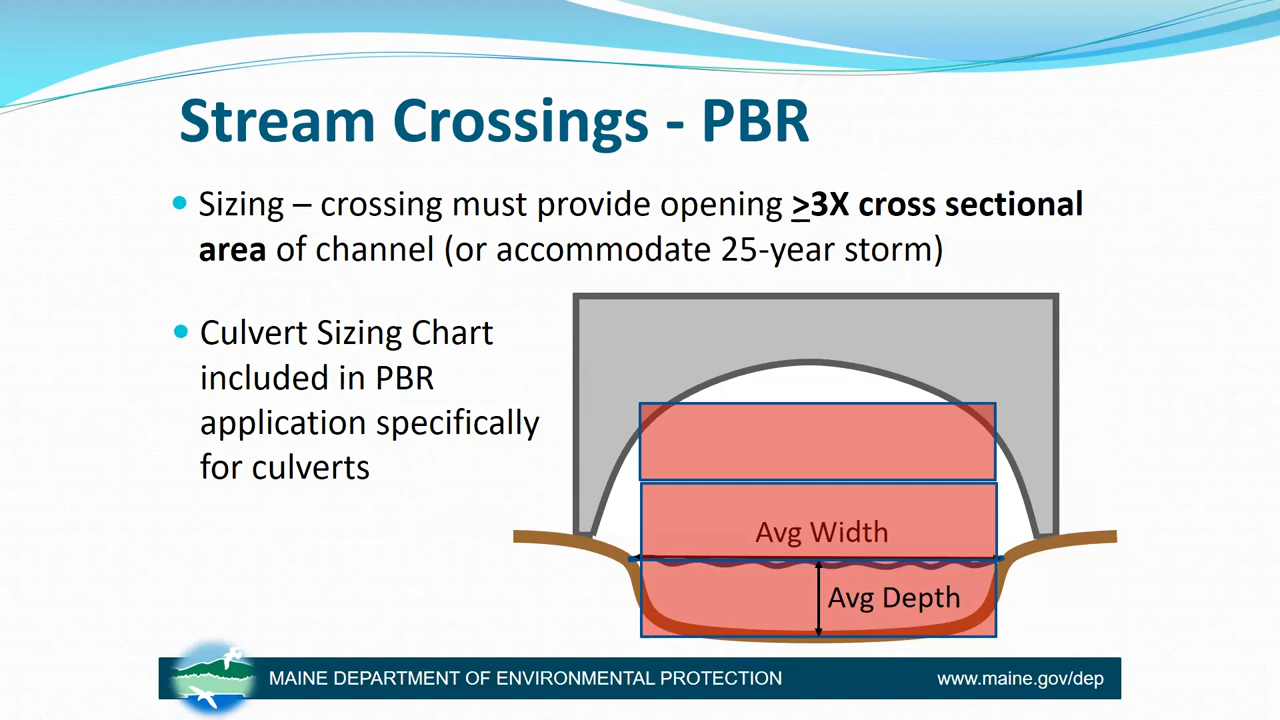 Stream Crossings - PBR
• Sizing – crossing must provide opening >3X cross sectional
area of channel (or accommodate 25-year storm)
• Culvert Sizing Chart
included in PBR
application specifically
for culverts
Avg Width
Avg Depth
MAINE DEPARTMENT OF ENVIRONMENTAL PROTECTION
www.maine.gov/dep